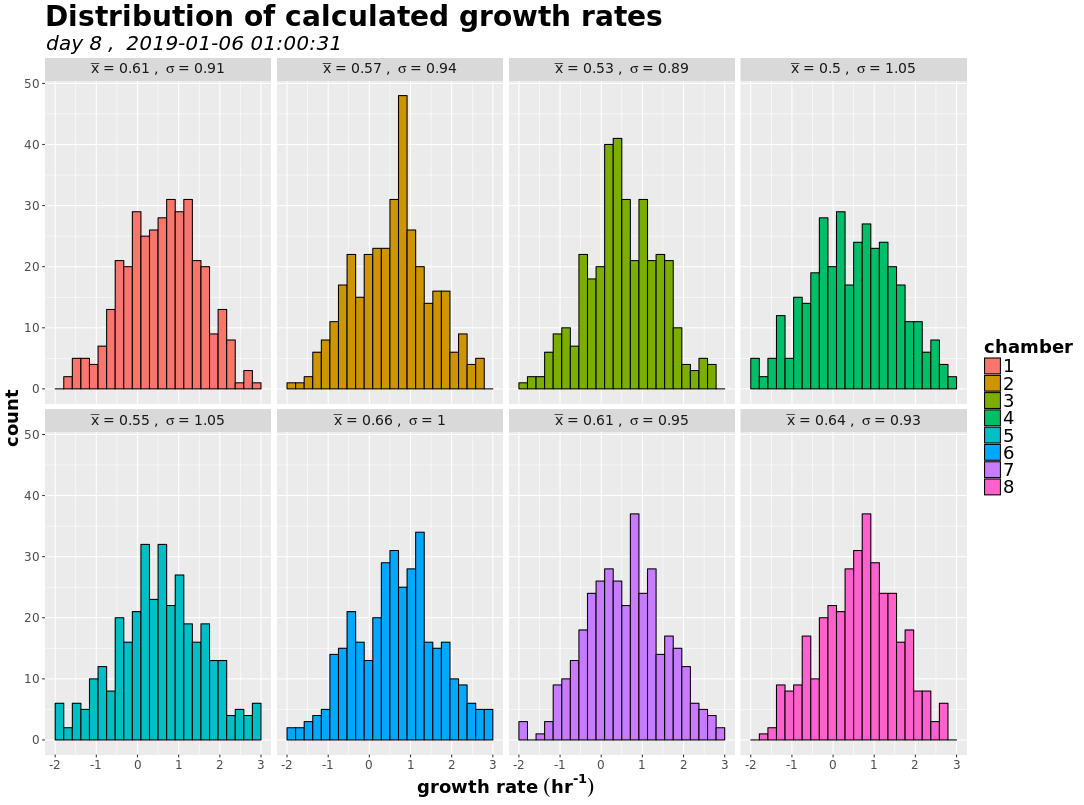 Distribution of calculated growth rates
day 8 ,  2019-01-06 01:00:31
x̅ = 0.61 ,  σ = 0.91
x̅ = 0.57 ,  σ = 0.94
x̅ = 0.53 ,  σ = 0.89
x̅ = 0.5 ,  σ = 1.05
50
40
30
20
10
0
x̅ = 0.55 ,  σ = 1.05
x̅ = 0.66 ,  σ = 1
x̅ = 0.61 ,  σ = 0.95
x̅ = 0.64 ,  σ = 0.93
50
40
30
20
10
0
-2 -1 0 1 2 3
-2 -1 0 1 2 3
-2 -1 0 1 2 3
-2 -1 0 1 2 3
count
growth rate (hr⁻¹)
chamber
1
2
3
4
5
6
7
8